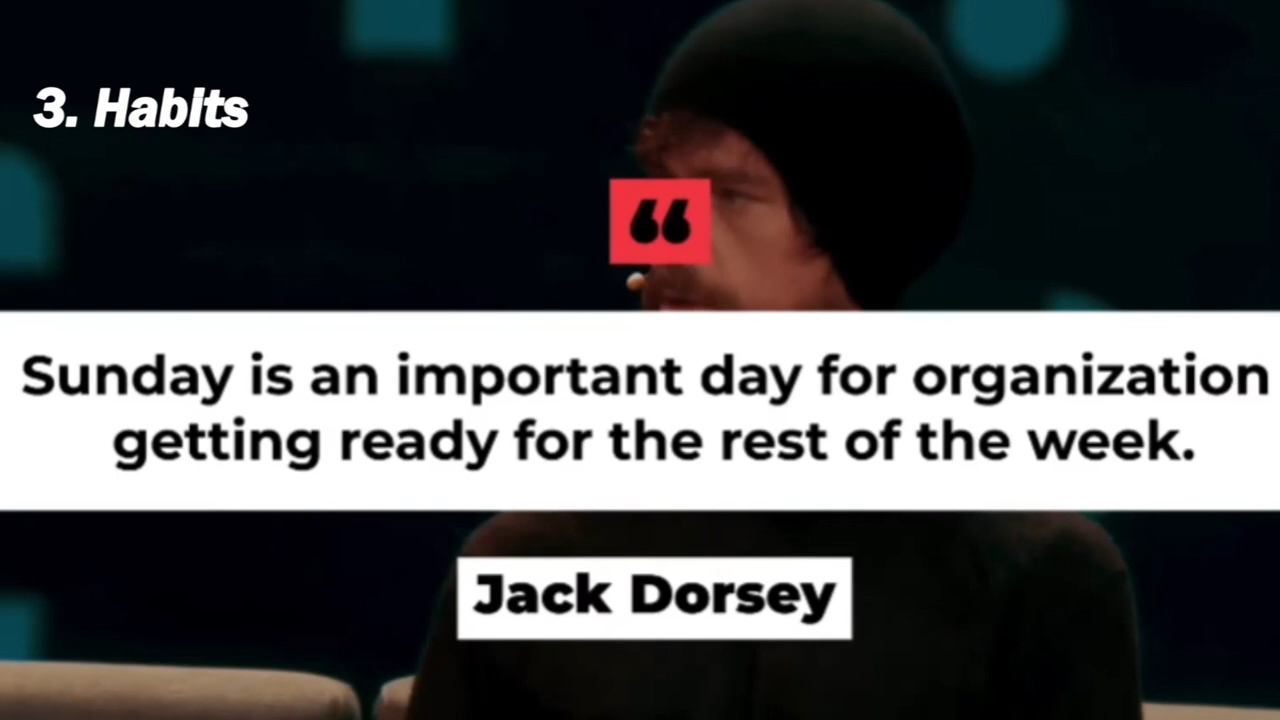 3. Habits
“
Sunday is an important day for organization
getting ready for the rest of the week.
Jack Dorsey